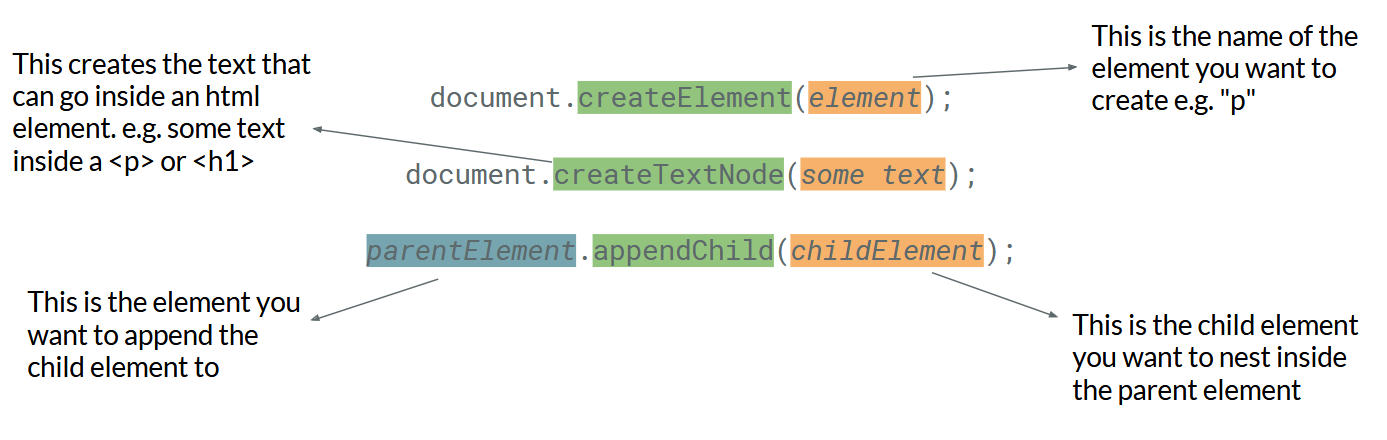 This is the name of the
element you want to
create e.g. "p"
This creates the text that
can go inside an html
element. e.g. some text
inside a <p> or <h1>
document.createElement(element);
document.createTextNode(some text);
parentElement.appendChild(childElement);
This is the element you
want to append the
child element to
This is the child element
you want to nest inside
the parent element